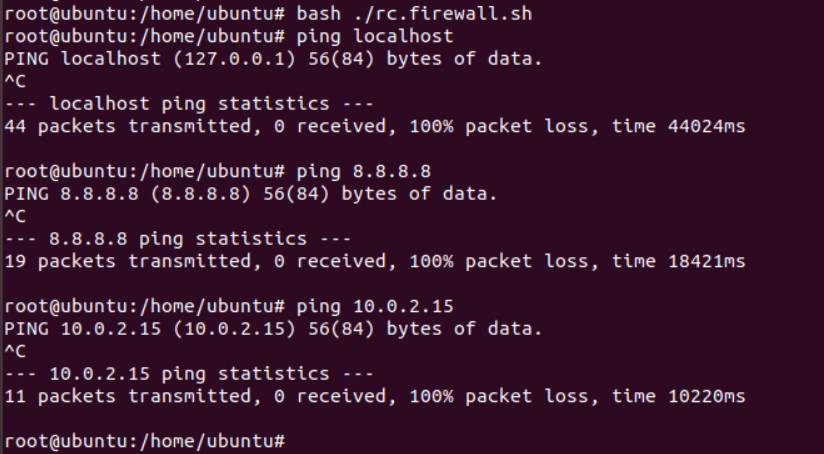 root@ubuntu:/home/ubuntu# bash ./rc.firewall.sh
root@ubuntu:/home/ubuntu# ping localhost
PING localhost (127.0.0.1) 56(84) bytes of data.
^C
--- localhost ping statistics ---
44 packets transmitted, 0 received, 100% packet loss, time 44024ms
root@ubuntu:/home/ubuntu# ping 8.8.8.8
PING 8.8.8.8 (8.8.8.8) 56(84) bytes of data.
^C
--- 8.8.8.8 ping statistics ---
19 packets transmitted, 0 received, 100% packet loss, time 18421ms
root@ubuntu:/home/ubuntu# ping 10.0.2.15
PING 10.0.2.15 (10.0.2.15) 56(84) bytes of data.
^C
--- 10.0.2.15 ping statistics ---
11 packets transmitted, 0 received, 100% packet loss, time 10220ms
root@ubuntu:/home/ubuntu#